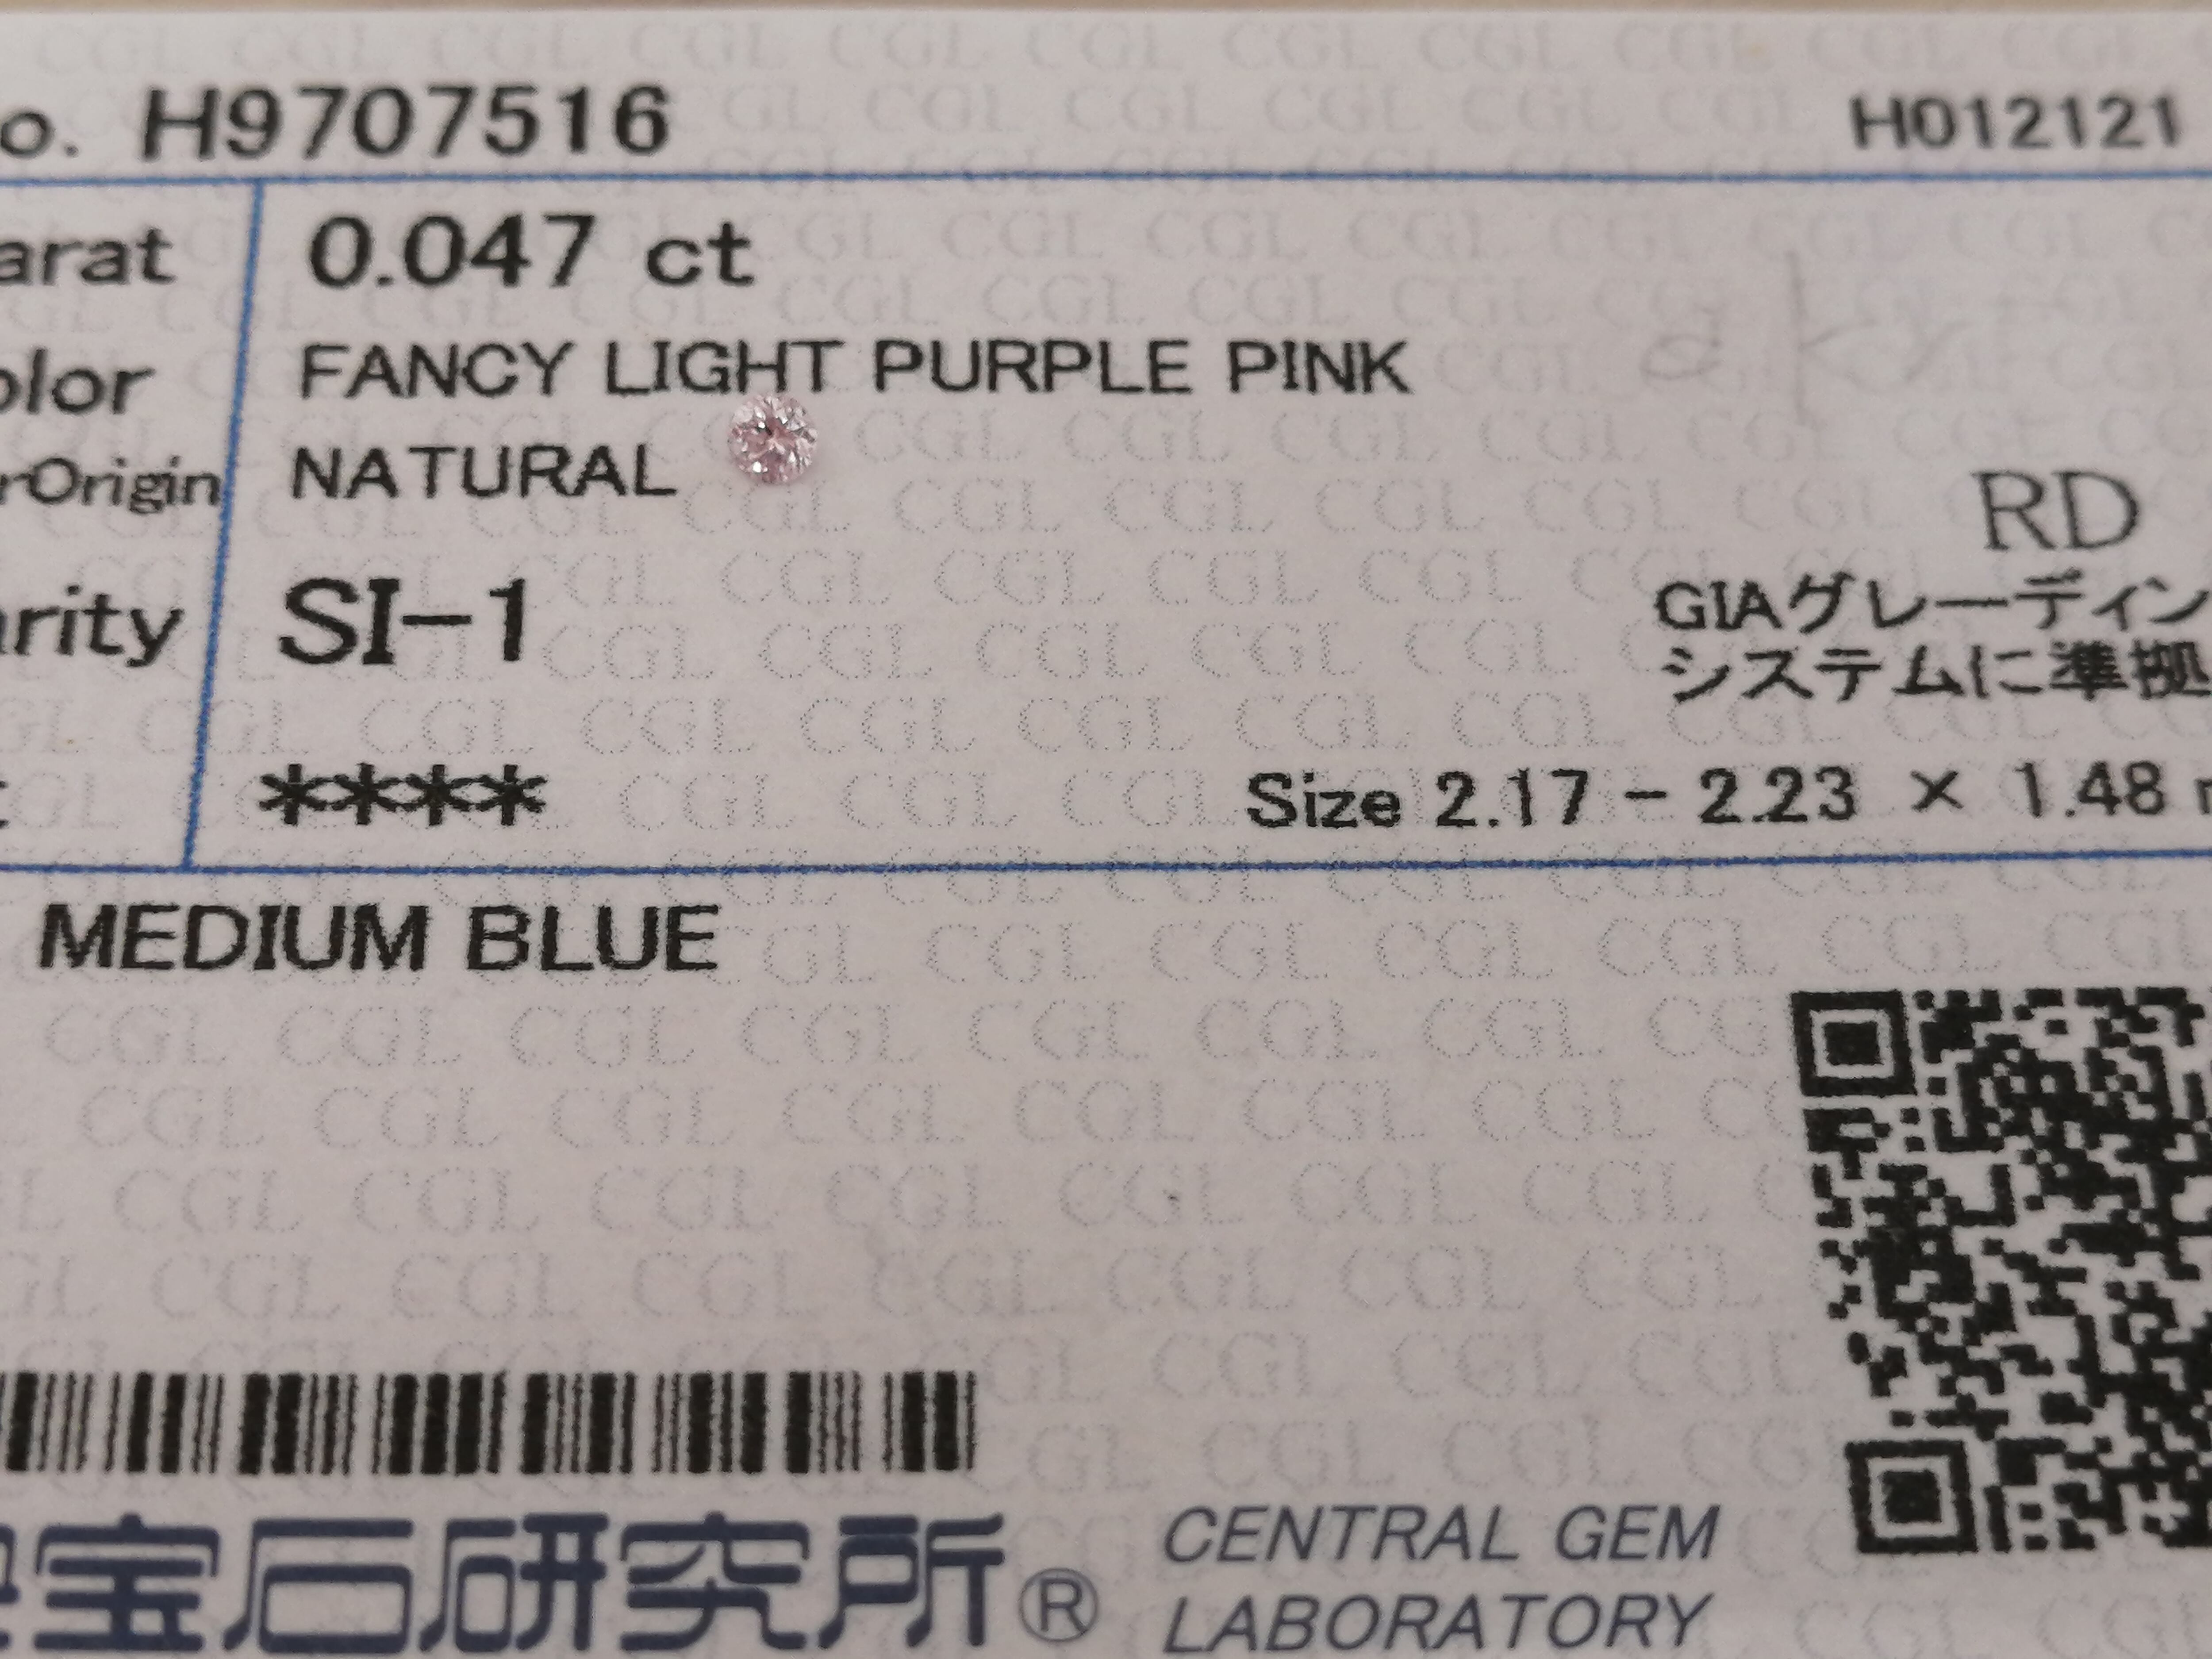 o. H9707516 H012121
arat 0.047 ct
olor FANCY LIGHT PURPLE PINK
rOrigin NATURAL
RD
arity SI-1
GIAグレーディン
システムに準拠
t **** Size 2.17 - 2.23 × 1.48
MEDIUM BLUE
宝石研究所® CENTRAL GEM
LABORATORY